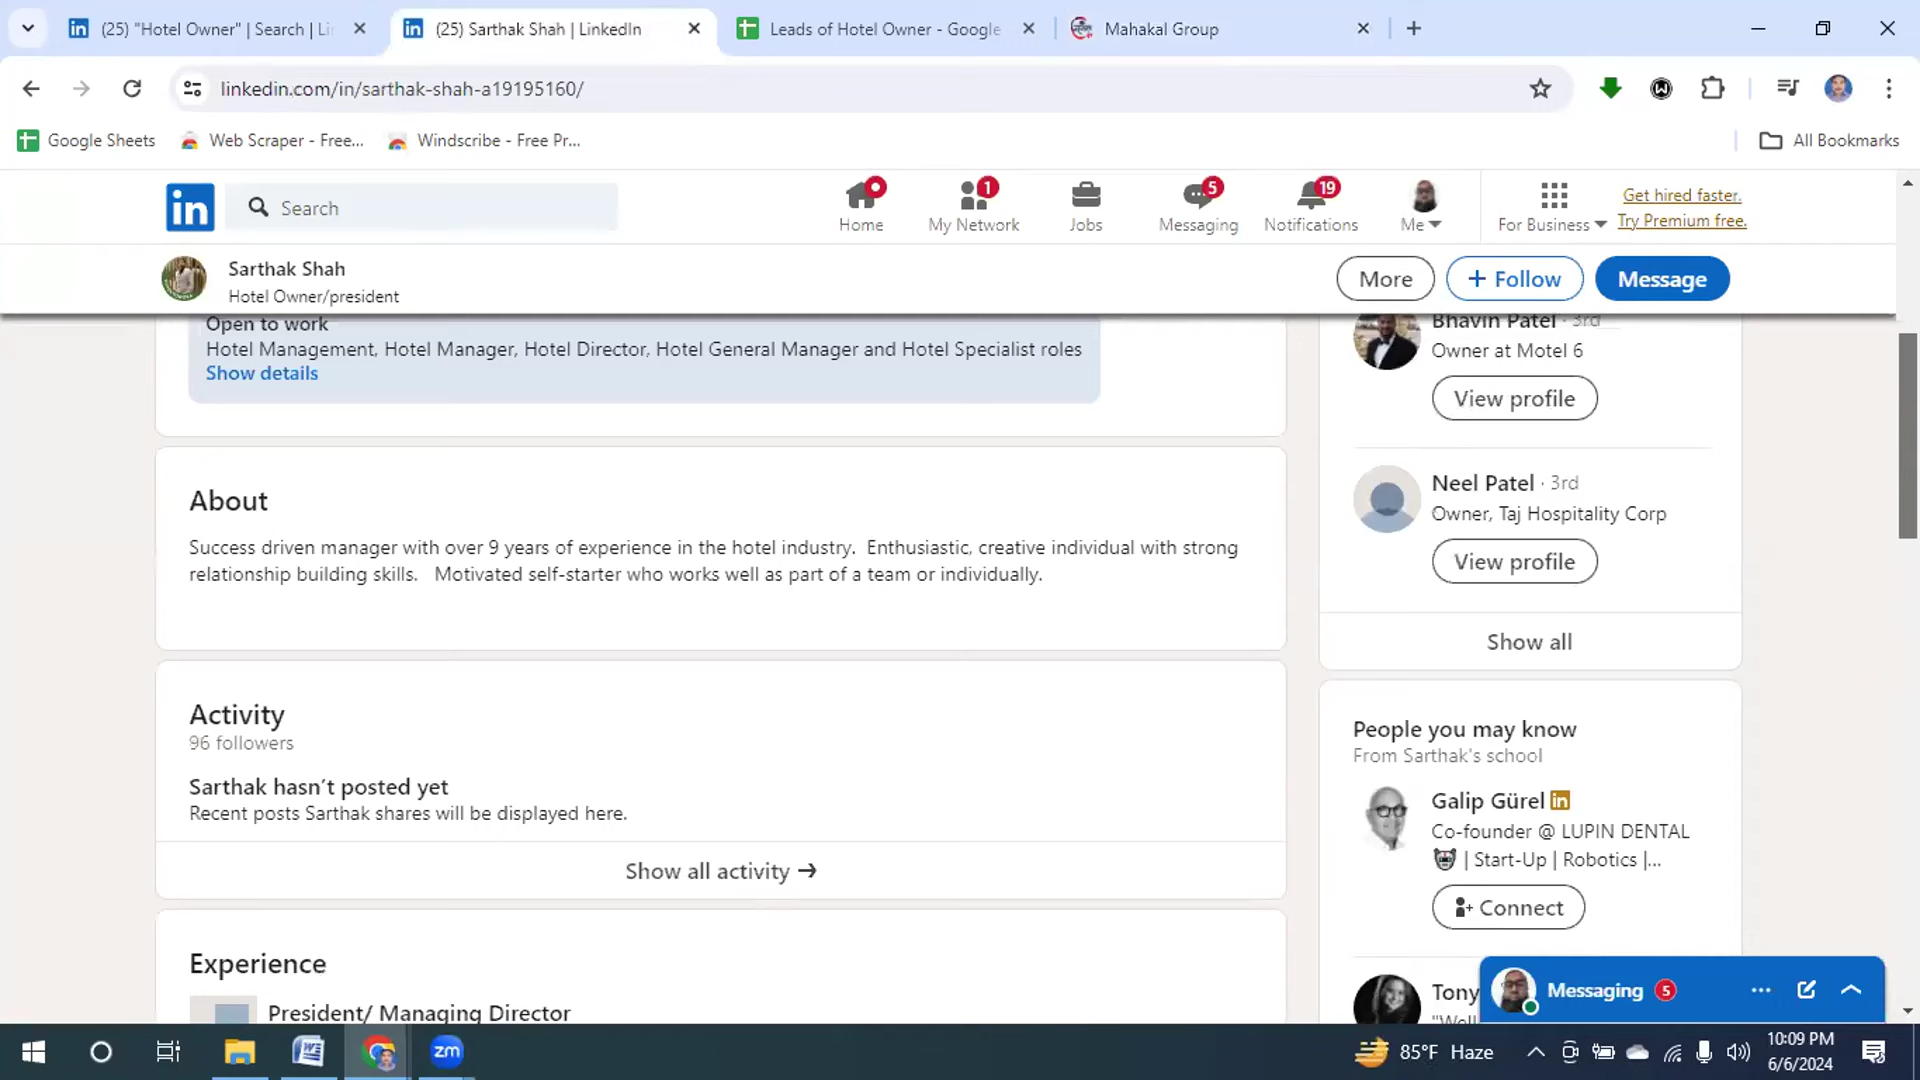 (25) "Hotel Owner" | Search | Li
(25) Sarthak Shah | LinkedIn
Leads of Hotel Owner - Google
Mahakal Group
linkedin.com/in/sarthak-shah-a19195160/
Google Sheets
Web Scraper - Free...
Windscribe - Free Pr...
All Bookmarks
in
Search
Home
1
My Network
Jobs
5
Messaging
19
Notifications
Me
For Business
Get hired faster.
Try Premium free.
Sarthak Shah
Hotel Owner/president
More
+ Follow
Message
Open to work
Hotel Management, Hotel Manager, Hotel Director, Hotel General Manager and Hotel Specialist roles
Show details
About
Success driven manager with over 9 years of experience in the hotel industry. Enthusiastic, creative individual with strong
relationship building skills. Motivated self-starter who works well as part of a team or individually.
Activity
96 followers
Sarthak hasn't posted yet
Recent posts Sarthak shares will be displayed here.
Show all activity →
Experience
President/ Managing Director
Bhavin Patel · 3rd
Owner at Motel 6
View profile
Neel Patel · 3rd
Owner, Taj Hospitality Corp
View profile
Show all
People you may know
From Sarthak's school
Galip Gürel in
Co-founder @ LUPIN DENTAL
| Start-Up | Robotics |...
Connect
Tony
"Well
Messaging 5
zm
85°F Haze
10:09 PM
6/6/2024